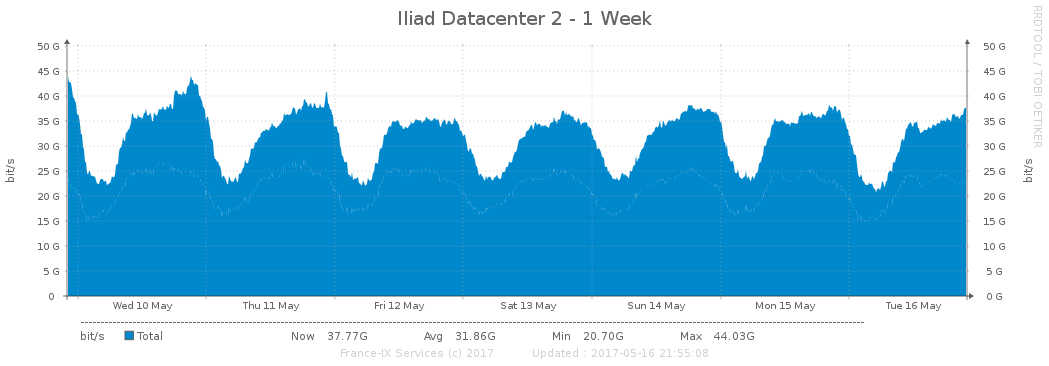 Iliad Datacenter 2 - 1 Week
RRDTOOL / TOBI OETIKER
50 G 50 G
45 G 45 G
40 G 40 G
35 G 35 G
30 G 30 G
25 G 25 G
20 G 20 G
15 G 15 G
10 G 10 G
5 G 5 G
0 0 G
bit/s bit/s
Wed 10 May Thu 11 May Fri 12 May Sat 13 May Sun 14 May Mon 15 May Tue 16 May
bit/s Total Now 37.77G Avg 31.86G Min 20.70G Max 44.03G
France-IX Services (c) 2017 Updated : 2017-05-16 21:55:08